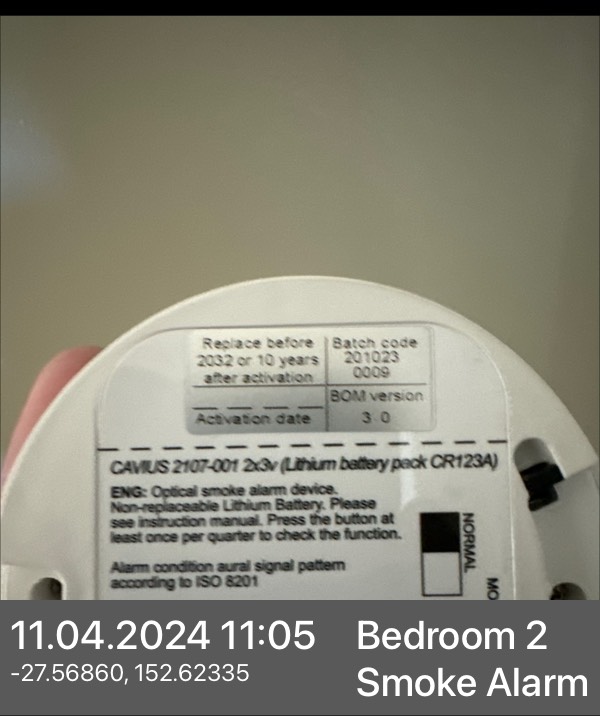 Replace before
2032 or 10 years
after activation
Batch code
201023
0009
BOM version
3.0
Activation date
CAVIUS 2107-001 2x3v (Lithium battery pack CR123A)
ENG: Optical smoke alarm device.
Non-replaceable Lithium Battery. Please
see instruction manual. Press the button at
least once per quarter to check the function.
Alarm condition aural signal pattern
according to ISO 8201
NORMAL
MO
11.04.2024 11:05
-27.56860, 152.62335
Bedroom 2
Smoke Alarm